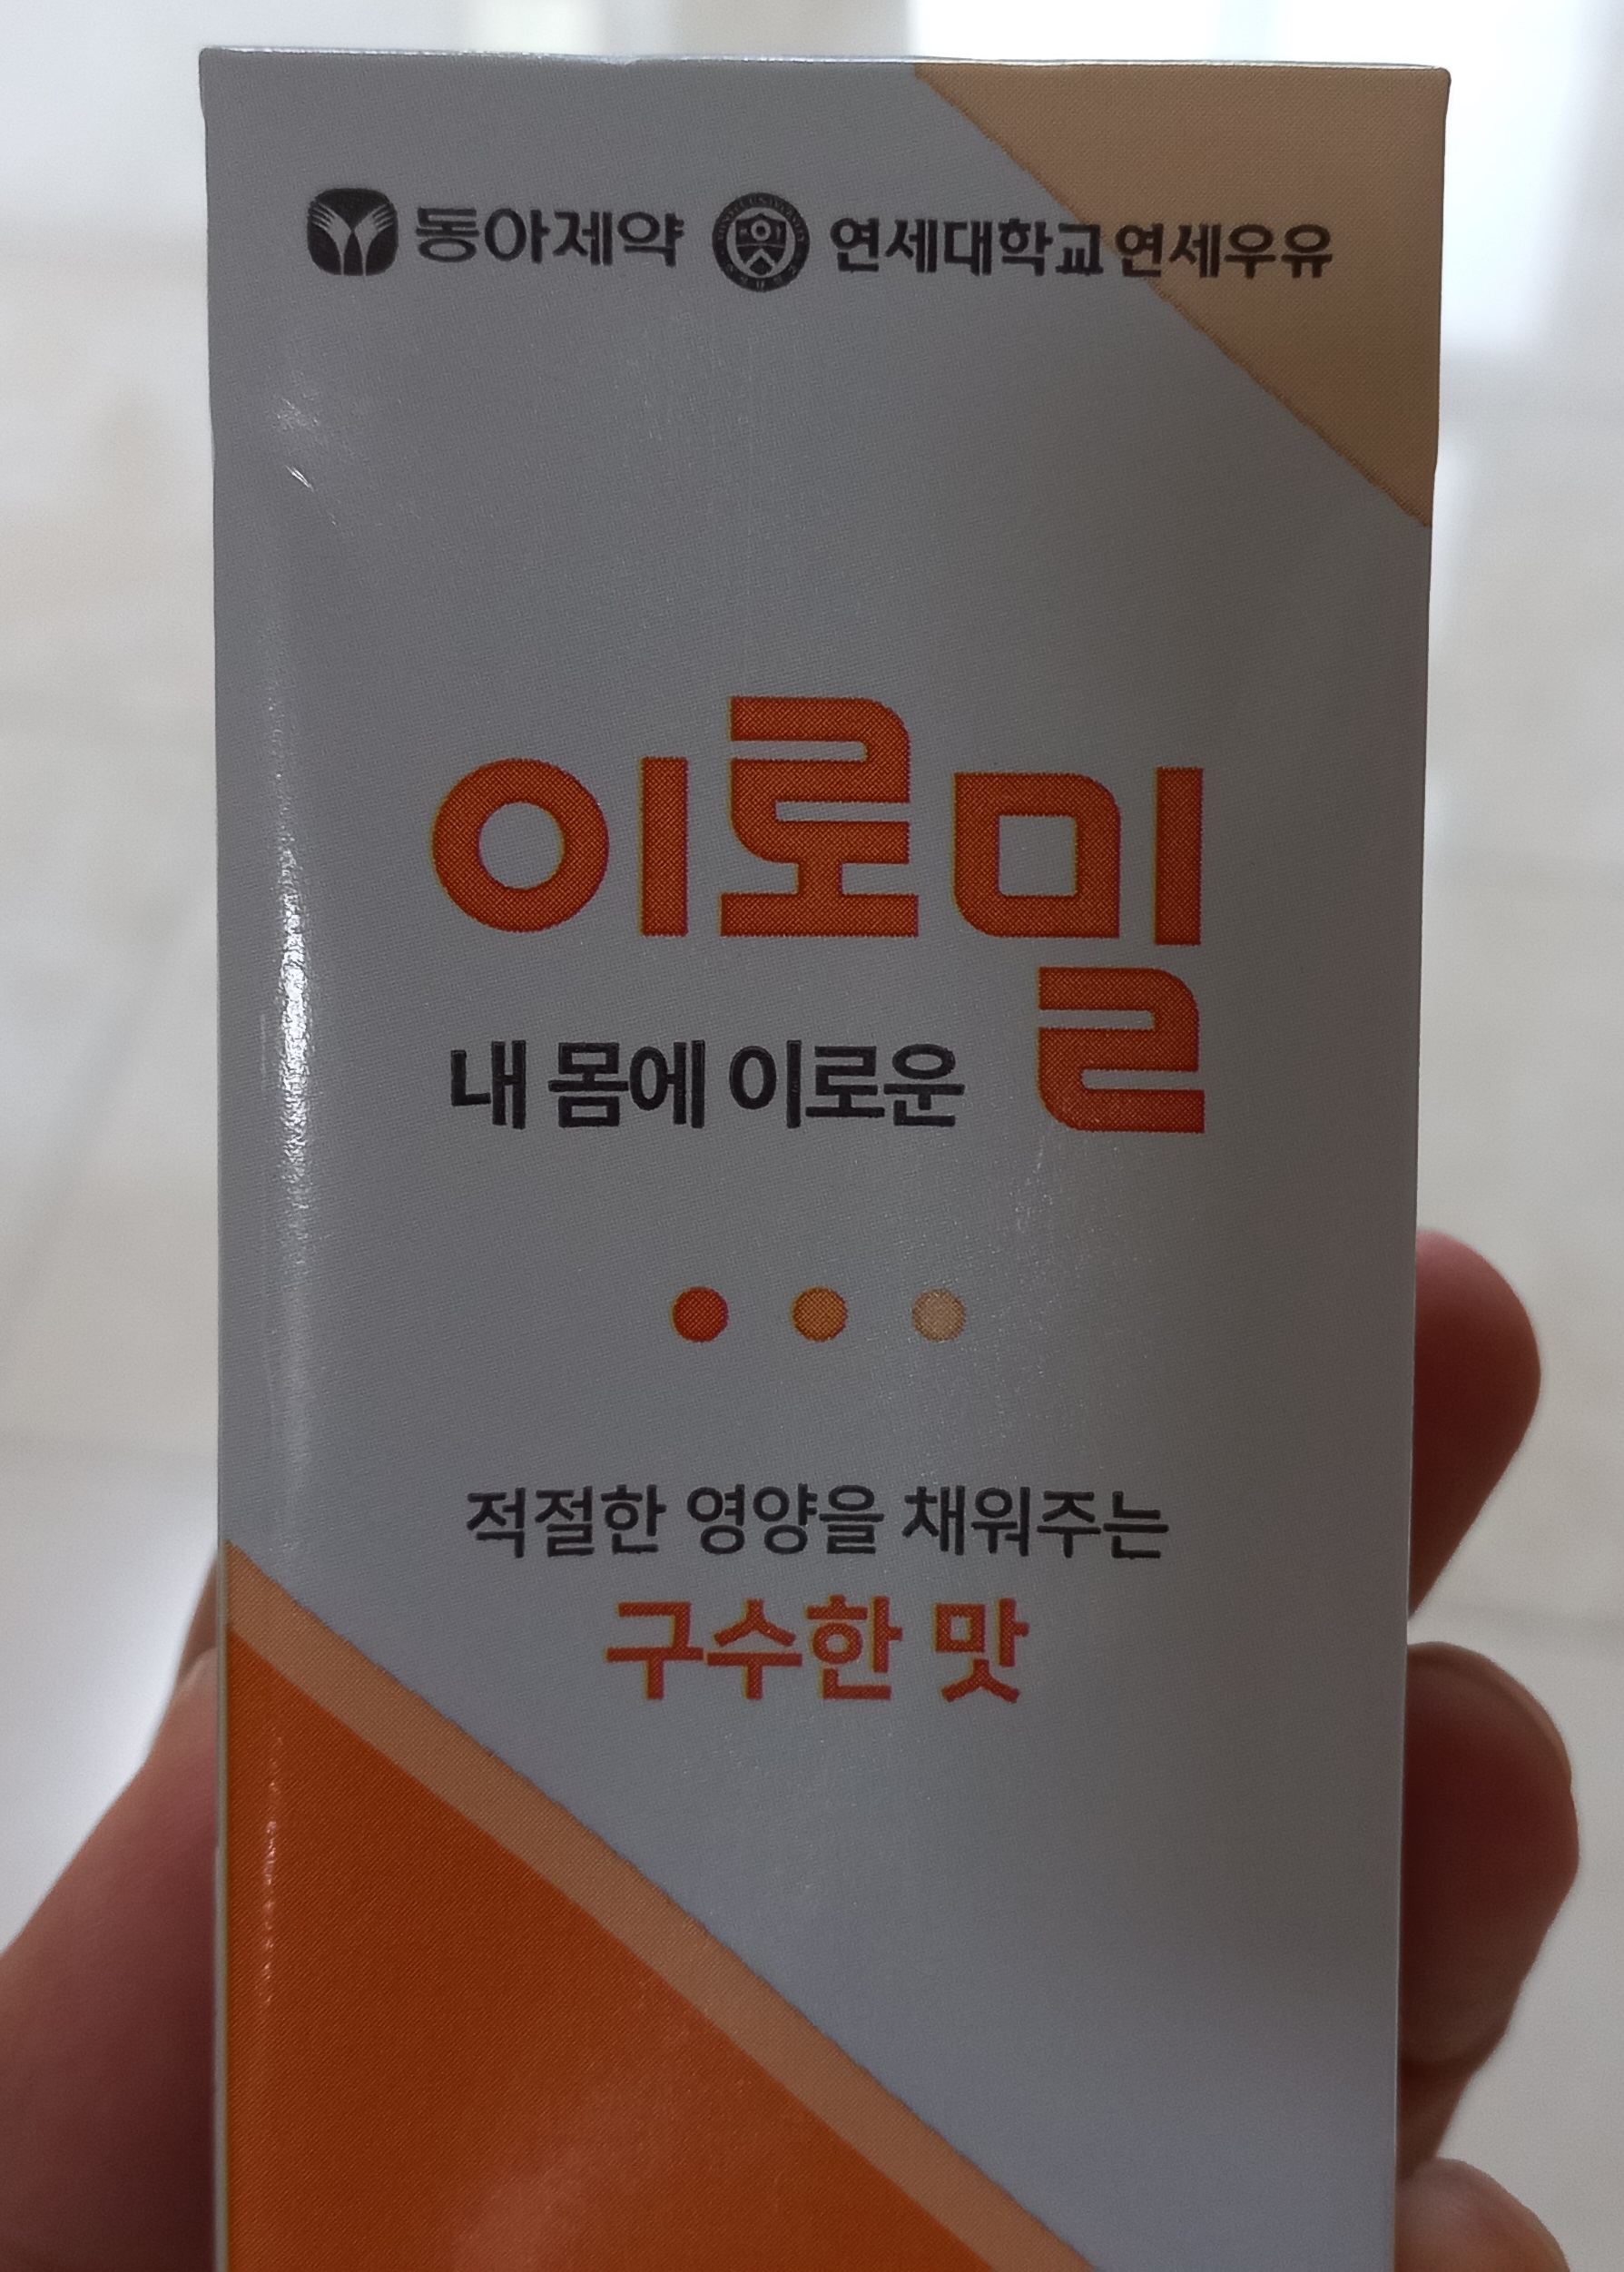 동아제약 연세대학교 연세우유
이로밀
내 몸에 이로운
적절한 영양을 채워주는
구수한 맛